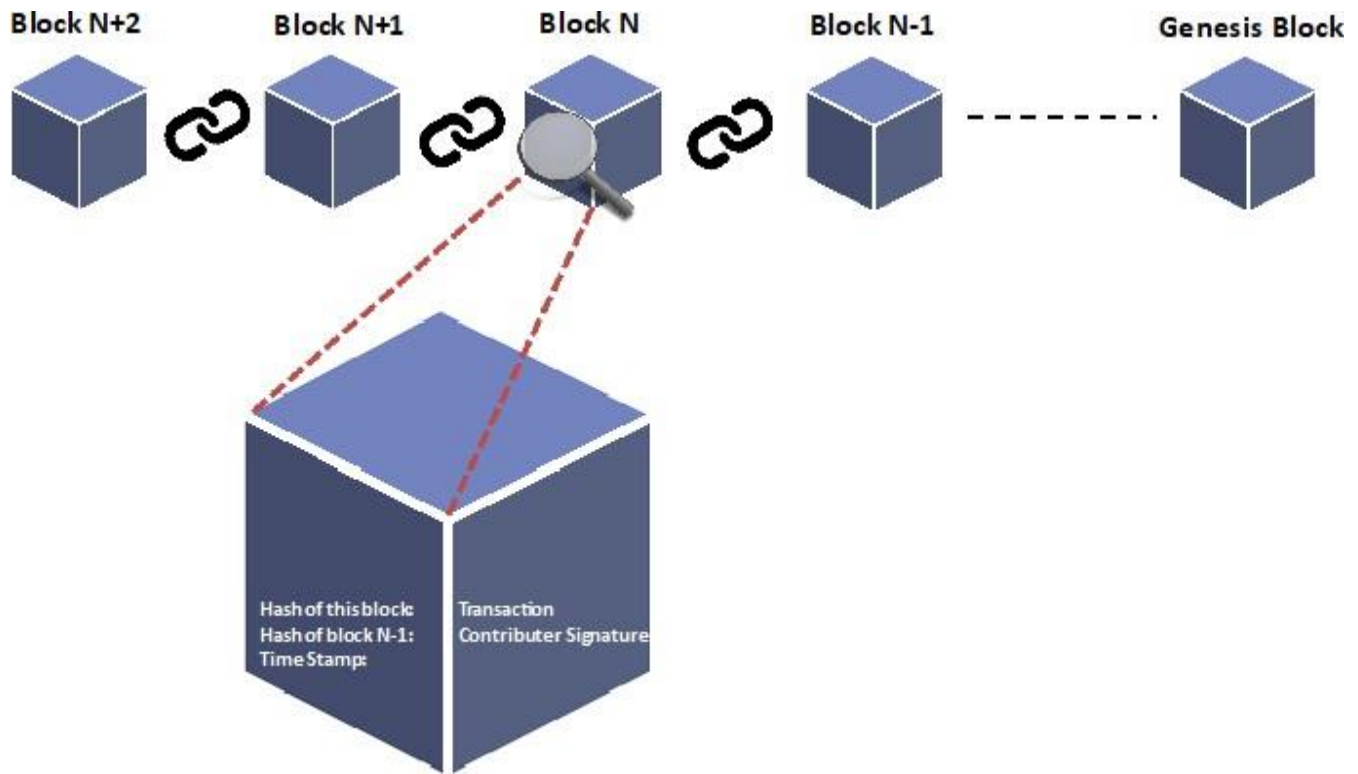 Block N+2
Block N+1
Block N
Block N-1
Genesis Block
Hash of this block:
Hash of block N-1:
Time Stamp:
Transaction
Contributer Signature